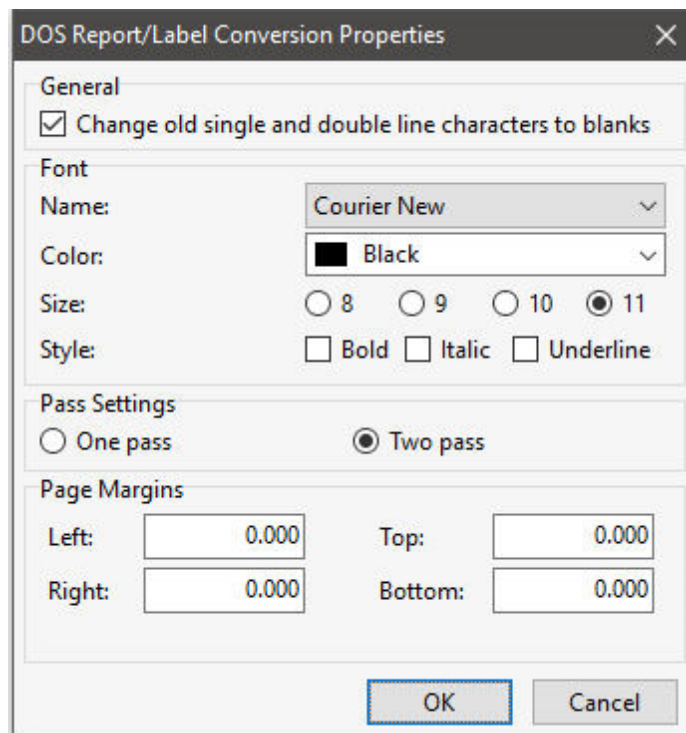 DOS Report/Label Conversion Properties
General
Change old single and double line characters to blanks
Font
Name: Courier New
Color: Black
Size: 8 9 10 11
Style: Bold Italic Underline
Pass Settings
One pass Two pass
Page Margins
Left: 0.000 Top: 0.000
Right: 0.000 Bottom: 0.000
OK Cancel